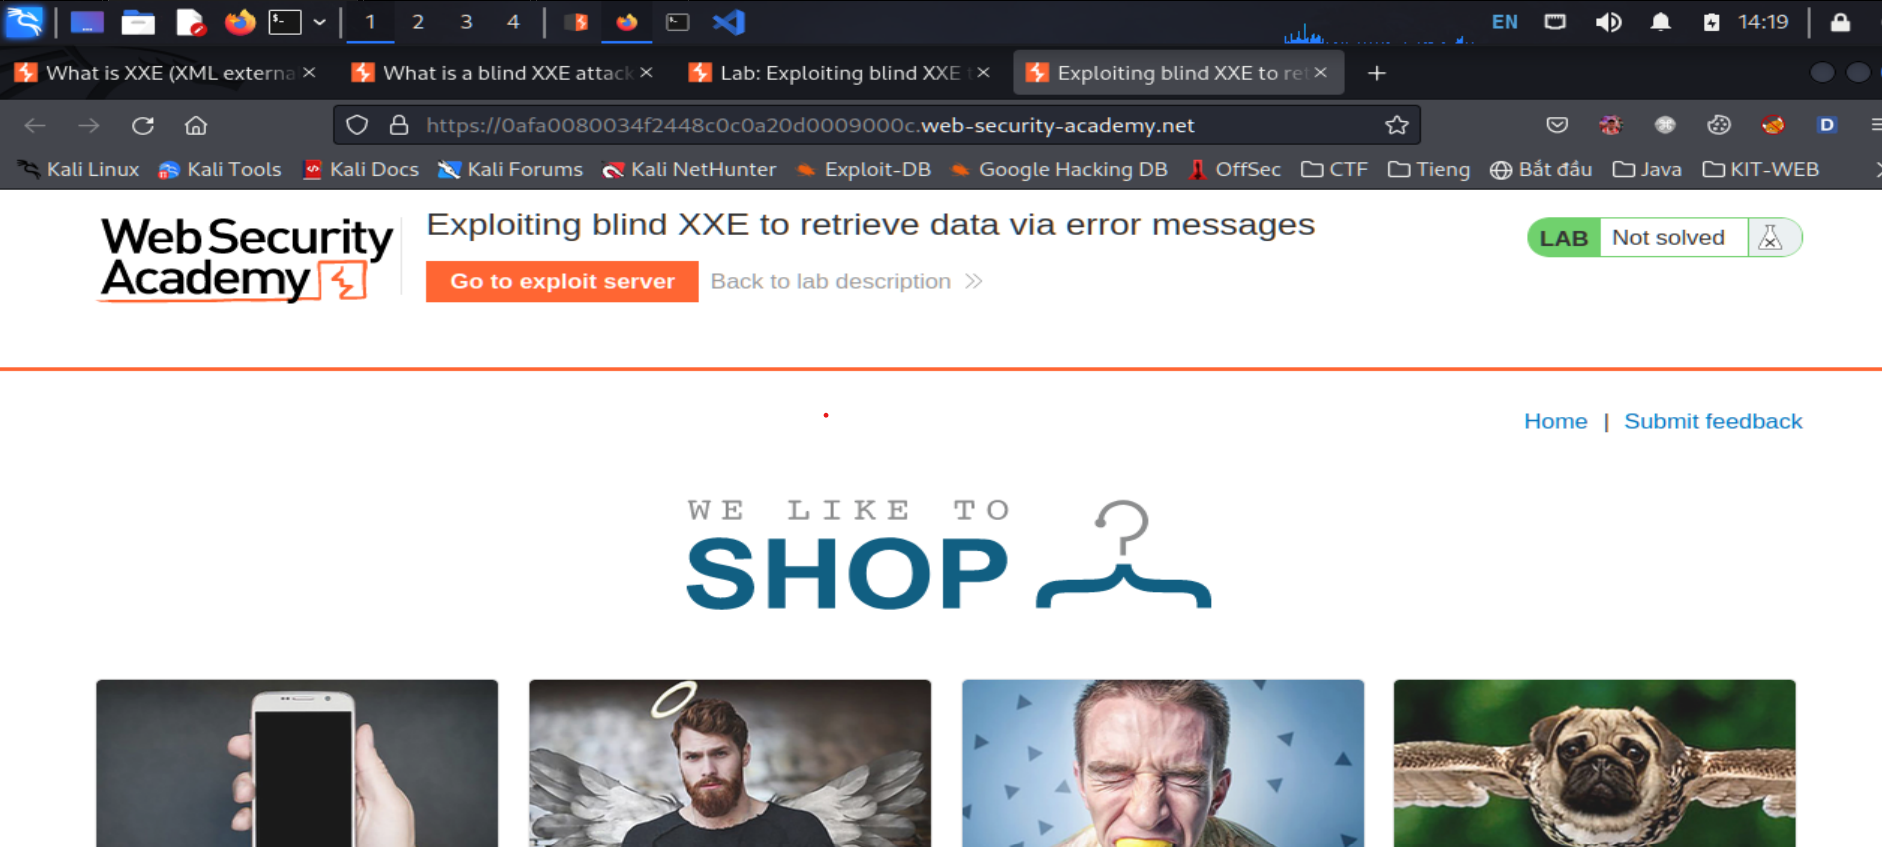 1 2 3 4 EN 14:19
What is XXE (XML externa What is a blind XXE attack Lab: Exploiting blind XXE t Exploiting blind XXE to ret
https://0afa0080034f2448c0c0a20d0009000c.web-security-academy.net
Kali Linux Kali Tools Kali Docs Kali Forums Kali NetHunter Exploit-DB Google Hacking DB OffSec CTF Tieng Bắt đầu Java KIT-WEB
Web Security
Academy
Exploiting blind XXE to retrieve data via error messages
Go to exploit server Back to lab description
LAB Not solved
Home | Submit feedback
WE LIKE TO
SHOP